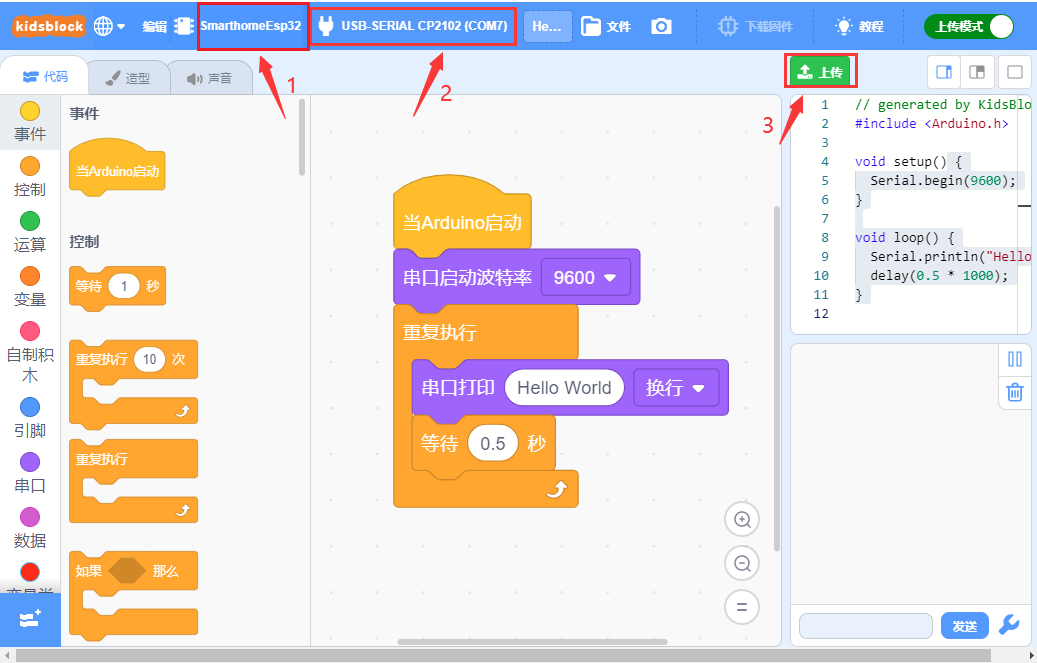 kidsblock 编辑 SmarthomeEsp32 USB-SERIAL CP2102 (COM7) He... 文件 下载固件 教程 上传模式
1
2
3
代码 造型 声音
上传
事件
控制
运算
变量
自制积木
引脚
串口
数据
事件
当Arduino启动
控制
等待 1 秒
重复执行 10 次
重复执行
如果 那么
当Arduino启动
串口启动波特率 9600
重复执行
串口打印 Hello World 换行
等待 0.5 秒
1 // generated by KidsBlo
2 #include <Arduino.h>
3
4 void setup() {
5 Serial.begin(9600);
6 }
7
8 void loop() {
9 Serial.println("Hello
10 delay(0.5 * 1000);
11 }
12
发送